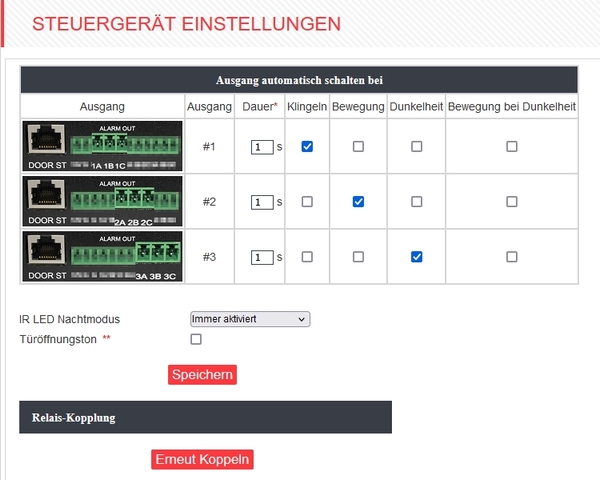 STEUERGERÄT EINSTELLUNGEN
Ausgang automatisch schalten bei
Ausgang Ausgang Dauer* Klingeln Bewegung Dunkelheit Bewegung bei Dunkelheit
ALARM OUT
DOOR ST 1A 1B 1C
#1 1 s
ALARM OUT
DOOR ST 2A 2B 2C
#2 1 s
ALARM OUT
DOOR ST 3A 3B 3C
#3 1 s
IR LED Nachtmodus Immer aktiviert
Türöffnungston **
Speichern
Relais-Kopplung
Erneut Koppeln